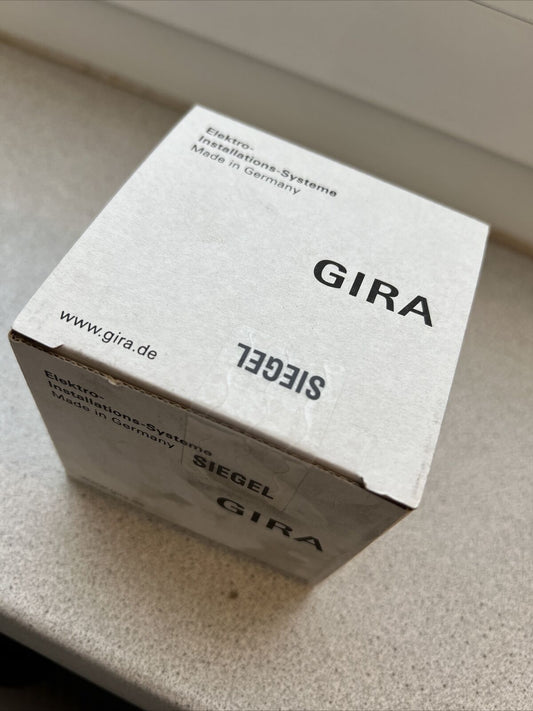 Elektro-
Installations-Systeme
Made in Germany
GIRA
www.gira.de
SIEGEL
Elektro-
Installations-Systeme
Made in Germany
SIEGEL
GIRA